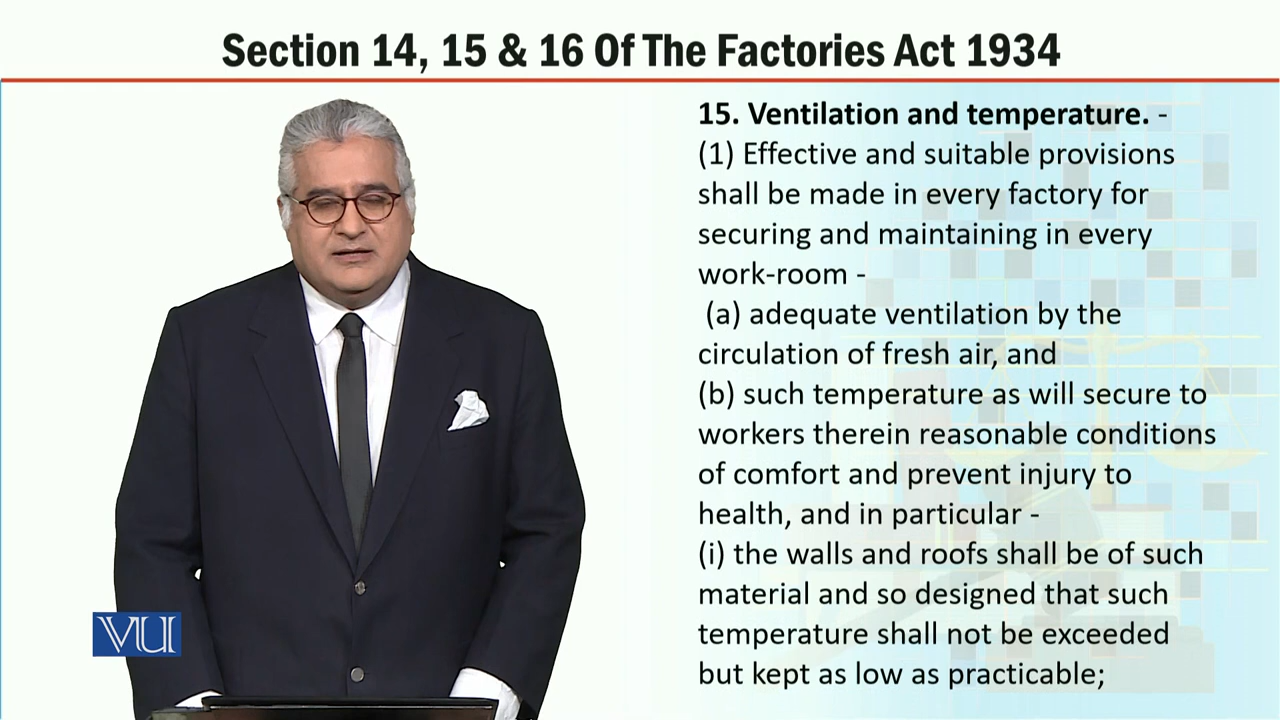 Section 14, 15 & 16 Of The Factories Act 1934
15. Ventilation and temperature. -
(1) Effective and suitable provisions
shall be made in every factory for
securing and maintaining in every
work-room -
(a) adequate ventilation by the
circulation of fresh air, and
(b) such temperature as will secure to
workers therein reasonable conditions
of comfort and prevent injury to
health, and in particular -
(i) the walls and roofs shall be of such
material and so designed that such
temperature shall not be exceeded
but kept as low as practicable;
VU